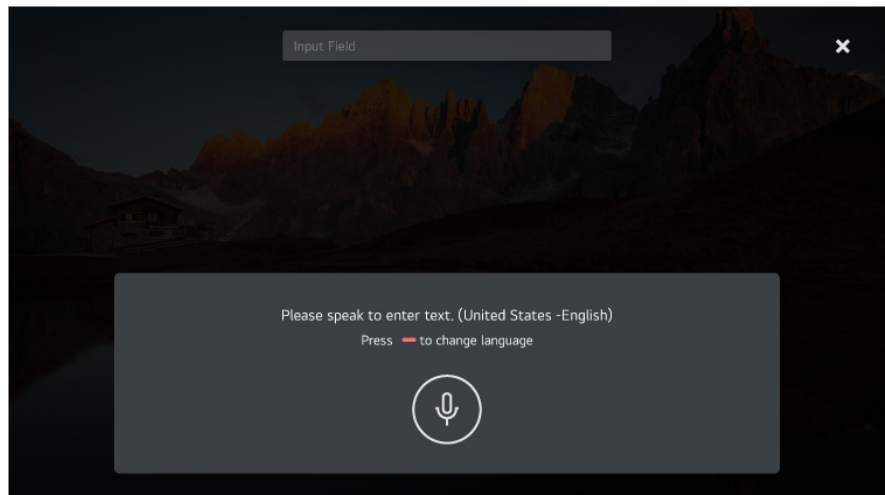 Input Field
Please speak to enter text. (United States -English)
Press to change language